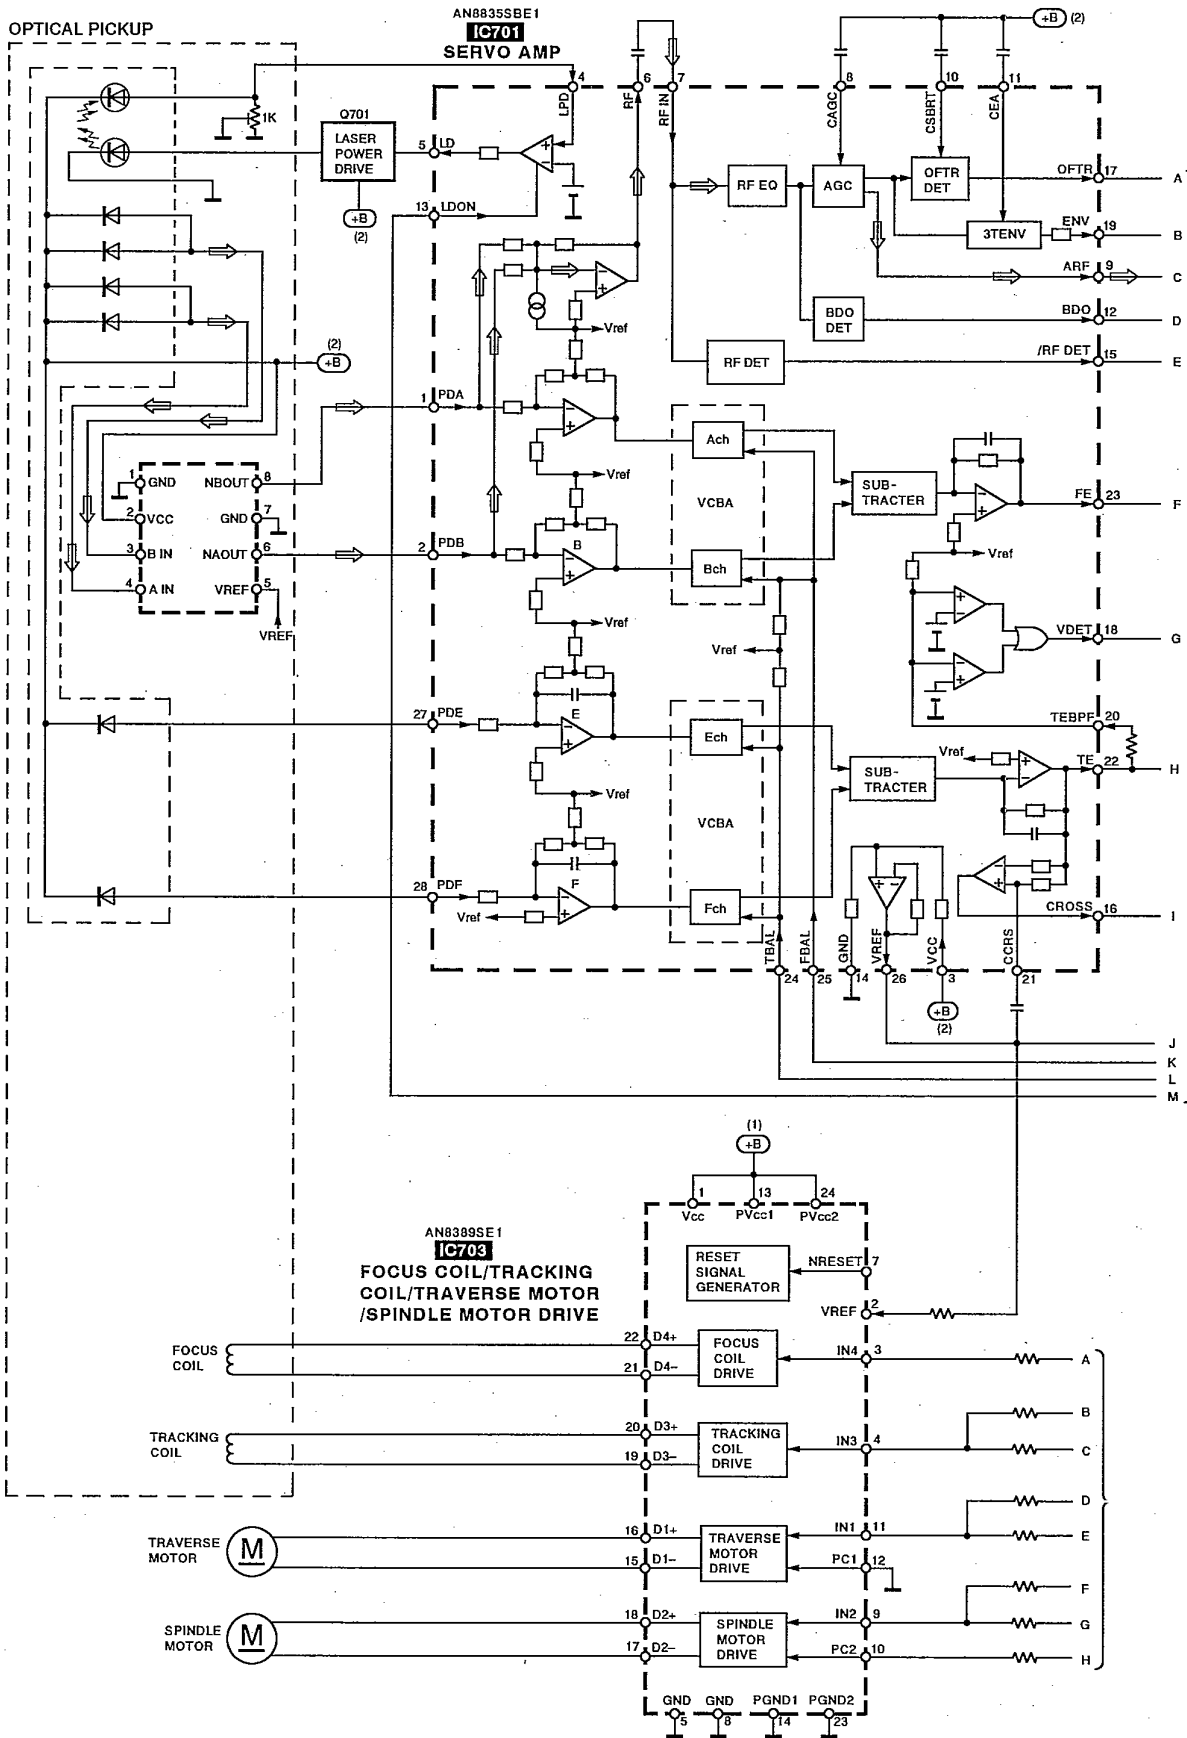 OPTICAL PICKUP
AN8835SBE1
IC701
SERVO AMP
+B (2)
4
6
7
8
10
11
LPD
RF
RF IN
CAGC
CSBRT
CEA
1K
Q701
LASER
POWER
DRIVE
5 LD
+B
(2)
13 LDON
+
−
RF EQ
AGC
OFTR
DET
OFTR 17 A
3TENV
ENV 19 B
ARF 9 C
BDO
DET
BDO 12 D
RF DET
/RF DET 15 E
−
+
Vref
(2)
+B
1 PDA
−
+
Vref
Ach
VCBA
Bch
SUB-
TRACTER
−
+
FE 23 F
Vref
1 GND
NBOUT 8
2 VCC
GND 7
3 B IN
NAOUT 6
4 A IN
VREF 5
VREF
2 PDB
B
−
+
Vref
Vref
+
−
−
+
VDET 18 G
TEBPF 20
27 PDE
E
−
+
Vref
Ech
VCBA
Fch
SUB-
TRACTER
Vref
+
−
TE 22 H
28 PDF
F
−
+
Vref
+
−
−
+
CROSS 16 I
TBAL
FBAL
GND
VREF
VCC
CCRS
24
25
14
26
3
21
+B
(2)
J
K
L
M
(1)
+B
1
13
24
Vcc
PVcc1
PVcc2
AN8389SE1
IC703
FOCUS COIL/TRACKING
COIL/TRAVERSE MOTOR
/SPINDLE MOTOR DRIVE
RESET
SIGNAL
GENERATOR
NRESET 7
VREF 2
FOCUS
COIL
22 D4+
21 D4−
FOCUS
COIL
DRIVE
IN4 3
A
TRACKING
COIL
20 D3+
19 D3−
TRACKING
COIL
DRIVE
IN3 4
B
C
TRAVERSE
MOTOR
M
16 D1+
15 D1−
TRAVERSE
MOTOR
DRIVE
IN1 11
PC1 12
D
E
SPINDLE
MOTOR
M
18 D2+
17 D2−
SPINDLE
MOTOR
DRIVE
IN2 9
PC2 10
F
G
H
GND
GND
PGND1
PGND2
5
8
14
23